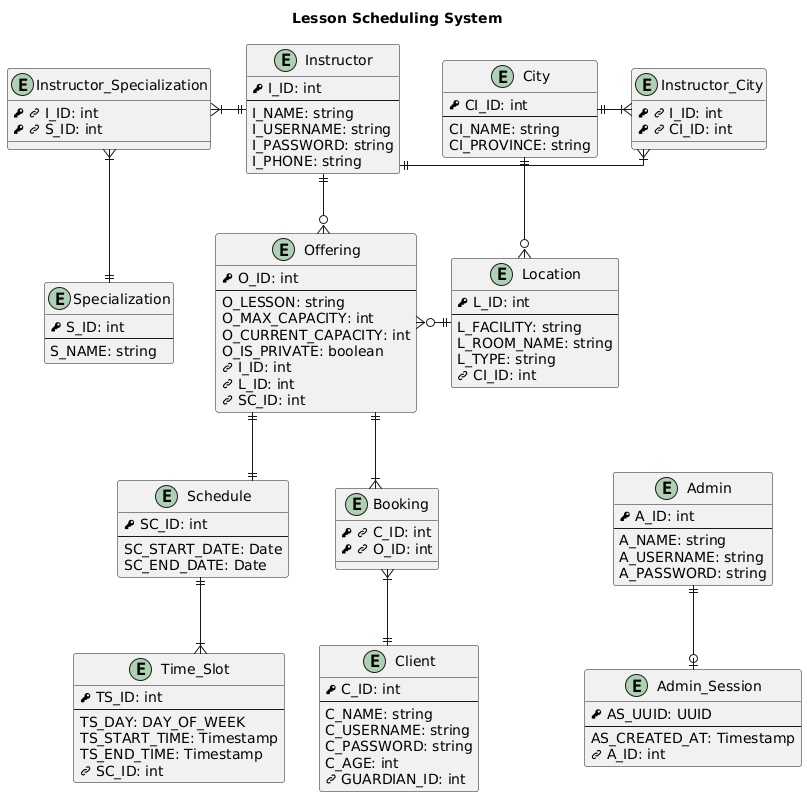 Lesson Scheduling System
E Instructor_Specialization
I_ID: int
S_ID: int
E Instructor
I_ID: int
I_NAME: string
I_USERNAME: string
I_PASSWORD: string
I_PHONE: string
E City
CI_ID: int
CI_NAME: string
CI_PROVINCE: string
E Instructor_City
I_ID: int
CI_ID: int
E Specialization
S_ID: int
S_NAME: string
E Offering
O_ID: int
O_LESSON: string
O_MAX_CAPACITY: int
O_CURRENT_CAPACITY: int
O_IS_PRIVATE: boolean
I_ID: int
L_ID: int
SC_ID: int
E Location
L_ID: int
L_FACILITY: string
L_ROOM_NAME: string
L_TYPE: string
CI_ID: int
E Schedule
SC_ID: int
SC_START_DATE: Date
SC_END_DATE: Date
E Booking
C_ID: int
O_ID: int
E Admin
A_ID: int
A_NAME: string
A_USERNAME: string
A_PASSWORD: string
E Time_Slot
TS_ID: int
TS_DAY: DAY_OF_WEEK
TS_START_TIME: Timestamp
TS_END_TIME: Timestamp
SC_ID: int
E Client
C_ID: int
C_NAME: string
C_USERNAME: string
C_PASSWORD: string
C_AGE: int
GUARDIAN_ID: int
E Admin_Session
AS_UUID: UUID
AS_CREATED_AT: Timestamp
A_ID: int